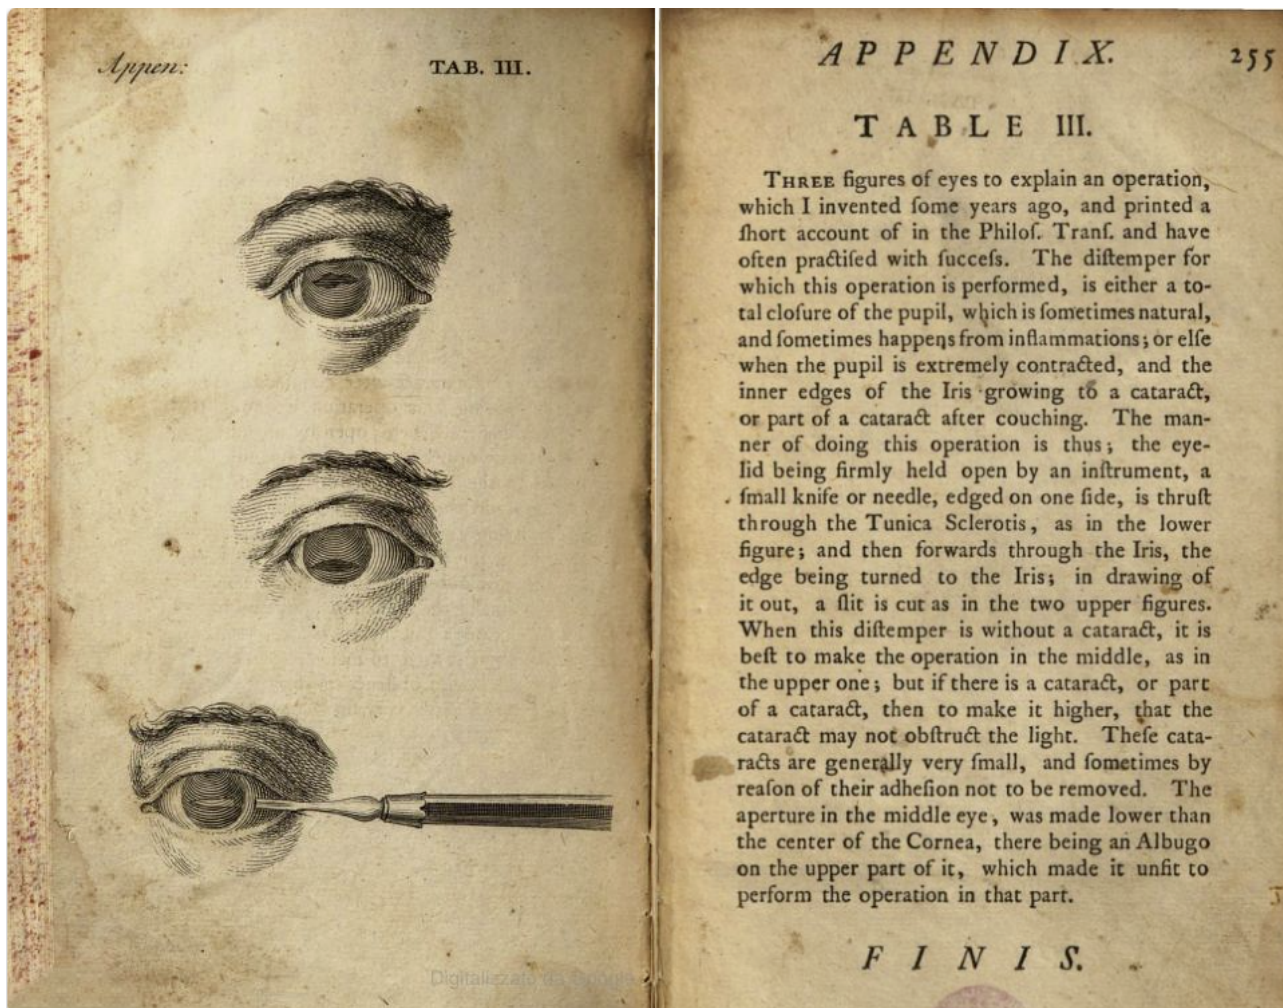 Appen:
TAB. III.
APPENDIX. 255
TABLE III.
THREE figures of eyes to explain an operation,
which I invented ſome years ago, and printed a
ſhort account of in the Philoſ. Tranſ. and have
often practiſed with ſucceſs. The diſtemper for
which this operation is performed, is either a to-
tal cloſure of the pupil, which is ſometimes natural,
and ſometimes happens from inflammations; or elſe
when the pupil is extremely contracted, and the
inner edges of the Iris growing to a cataract,
or part of a cataract after couching. The man-
ner of doing this operation is thus; the eye-
lid being firmly held open by an inſtrument, a
ſmall knife or needle, edged on one ſide, is thruſt
through the Tunica Sclerotis, as in the lower
figure; and then forwards through the Iris, the
edge being turned to the Iris; in drawing of
it out, a ſlit is cut as in the two upper figures.
When this diſtemper is without a cataract, it is
beſt to make the operation in the middle, as in
the upper one; but if there is a cataract, or part
of a cataract, then to make it higher, that the
cataract may not obſtruct the light. Theſe cata-
racts are generally very ſmall, and ſometimes by
reaſon of their adheſion not to be removed. The
aperture in the middle eye, was made lower than
the center of the Cornea, there being an Albugo
on the upper part of it, which made it unfit to
perform the operation in that part.
FINIS.
Digitalizzato da Google